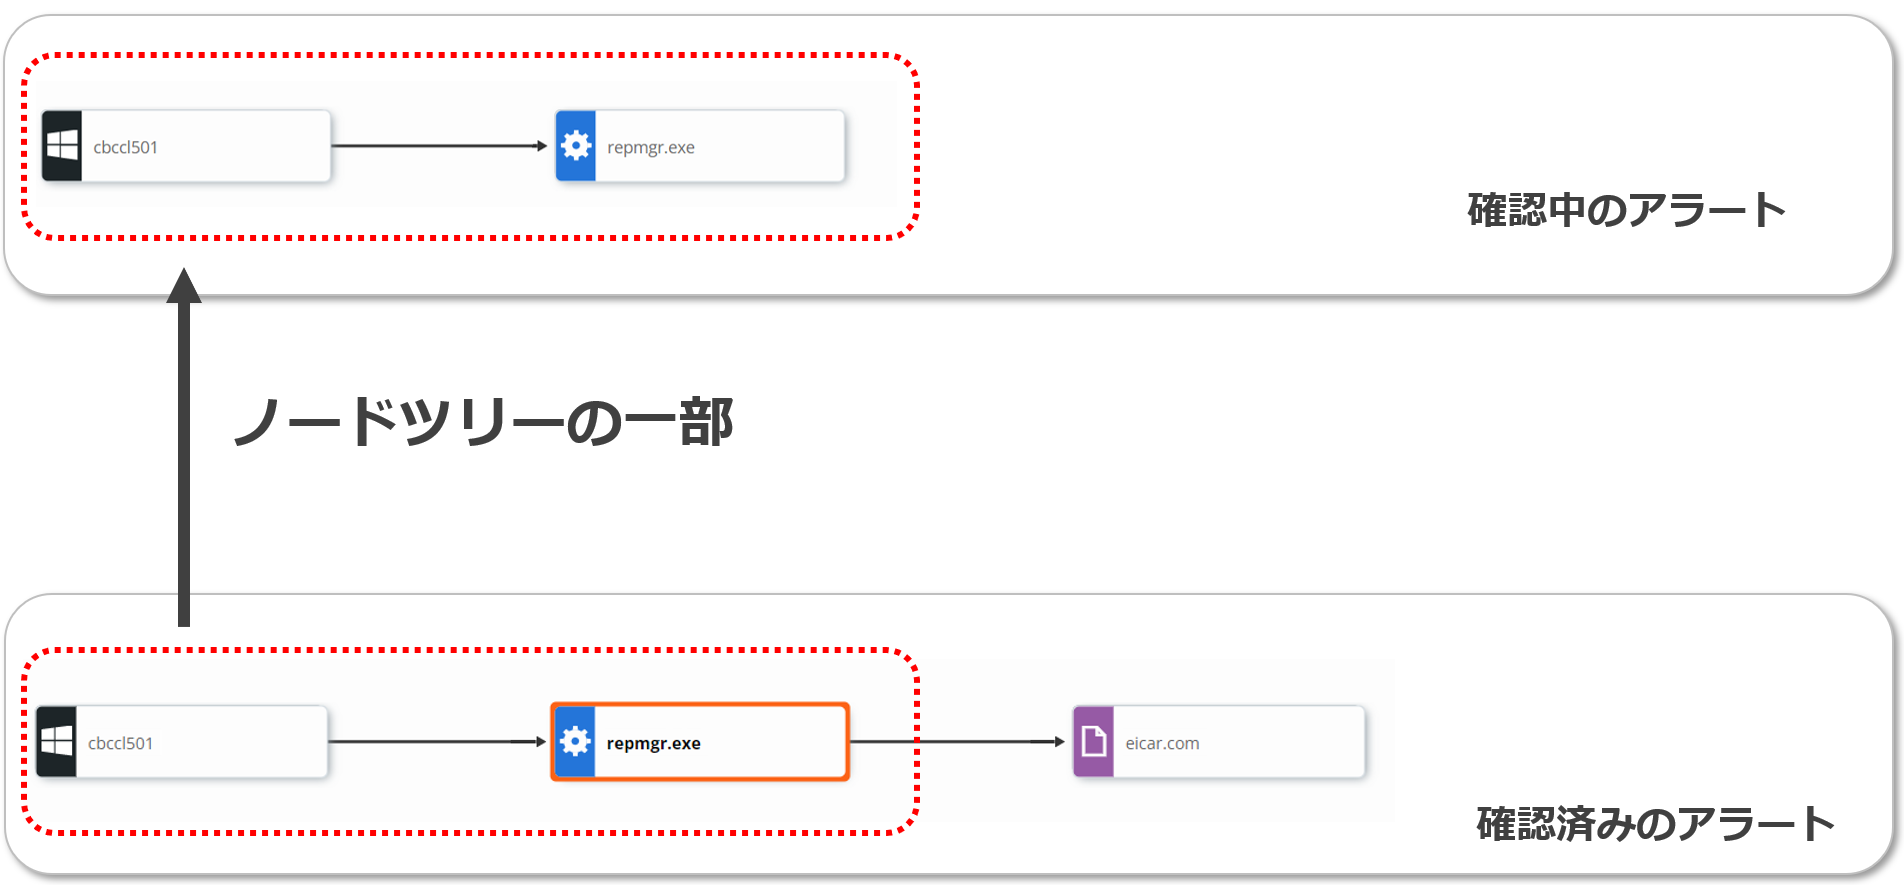 cbccl501
repmgr.exe
確認中のアラート
ノードツリーの一部
cbccl501
repmgr.exe
eicar.com
確認済みのアラート